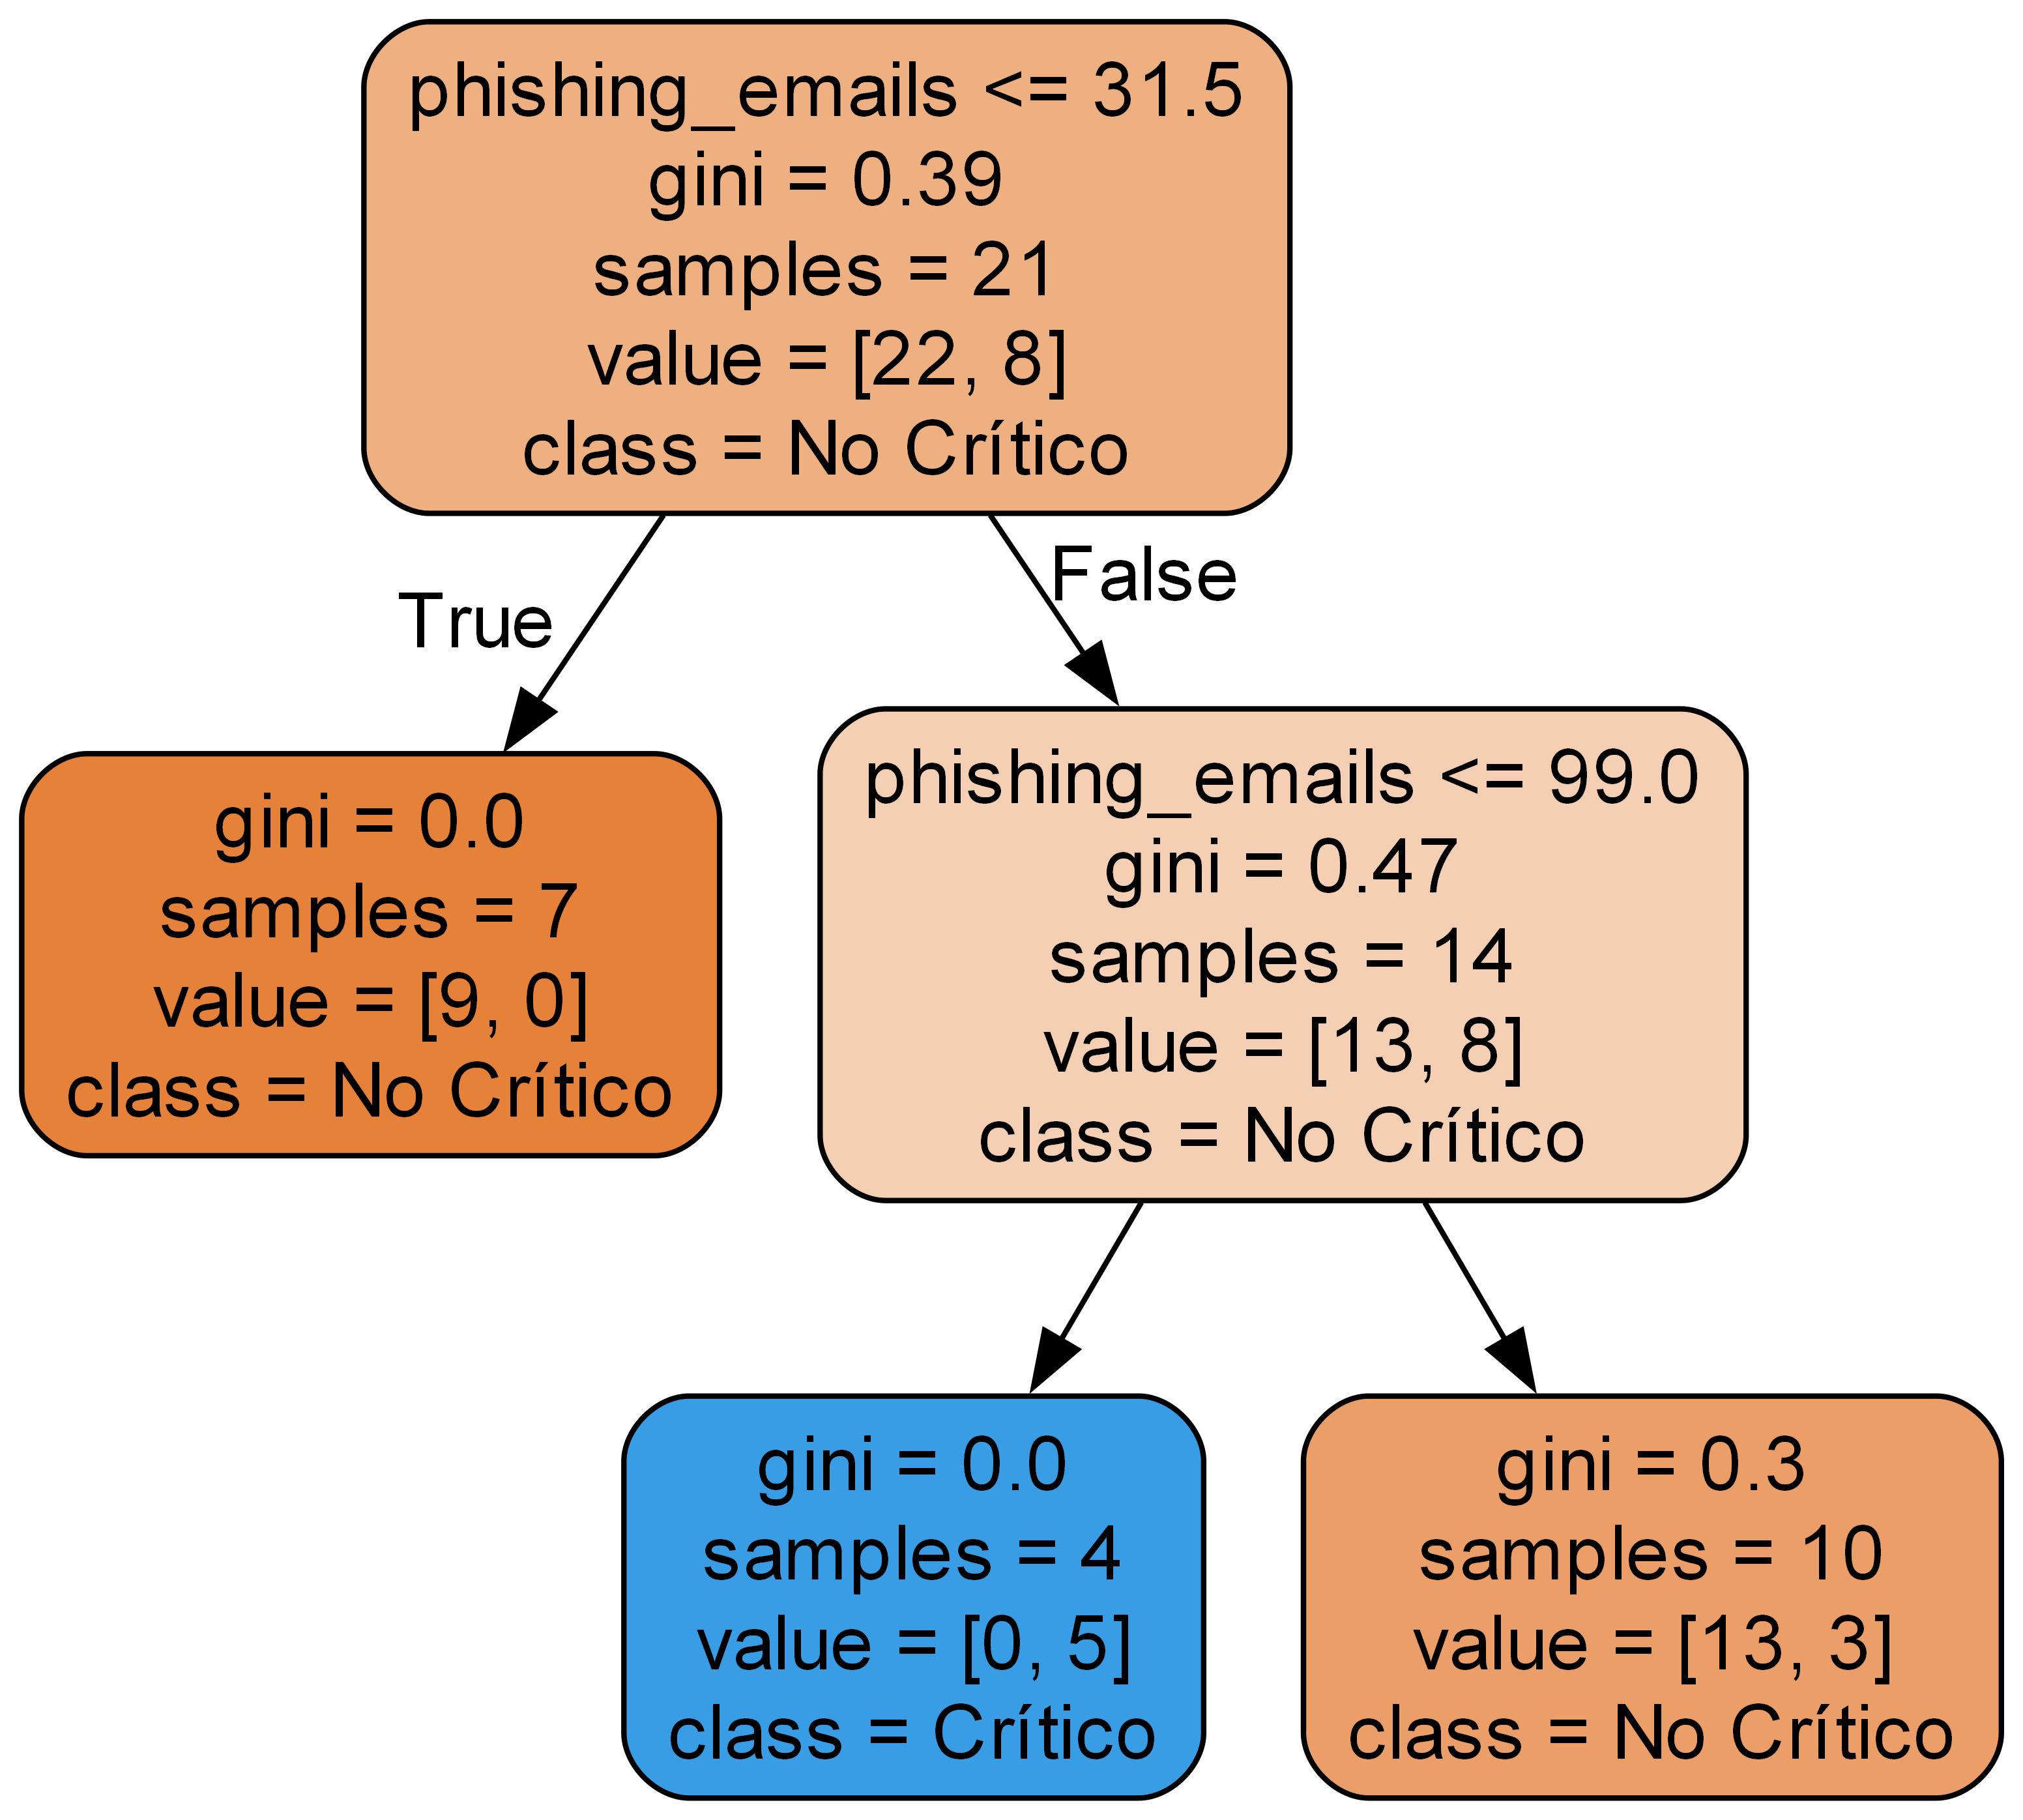 phishing_emails <= 31.5
gini = 0.39
samples = 21
value = [22, 8]
class = No Crítico
True
False
gini = 0.0
samples = 7
value = [9, 0]
class = No Crítico
phishing_emails <= 99.0
gini = 0.47
samples = 14
value = [13, 8]
class = No Crítico
gini = 0.0
samples = 4
value = [0, 5]
class = Crítico
gini = 0.3
samples = 10
value = [13, 3]
class = No Crítico